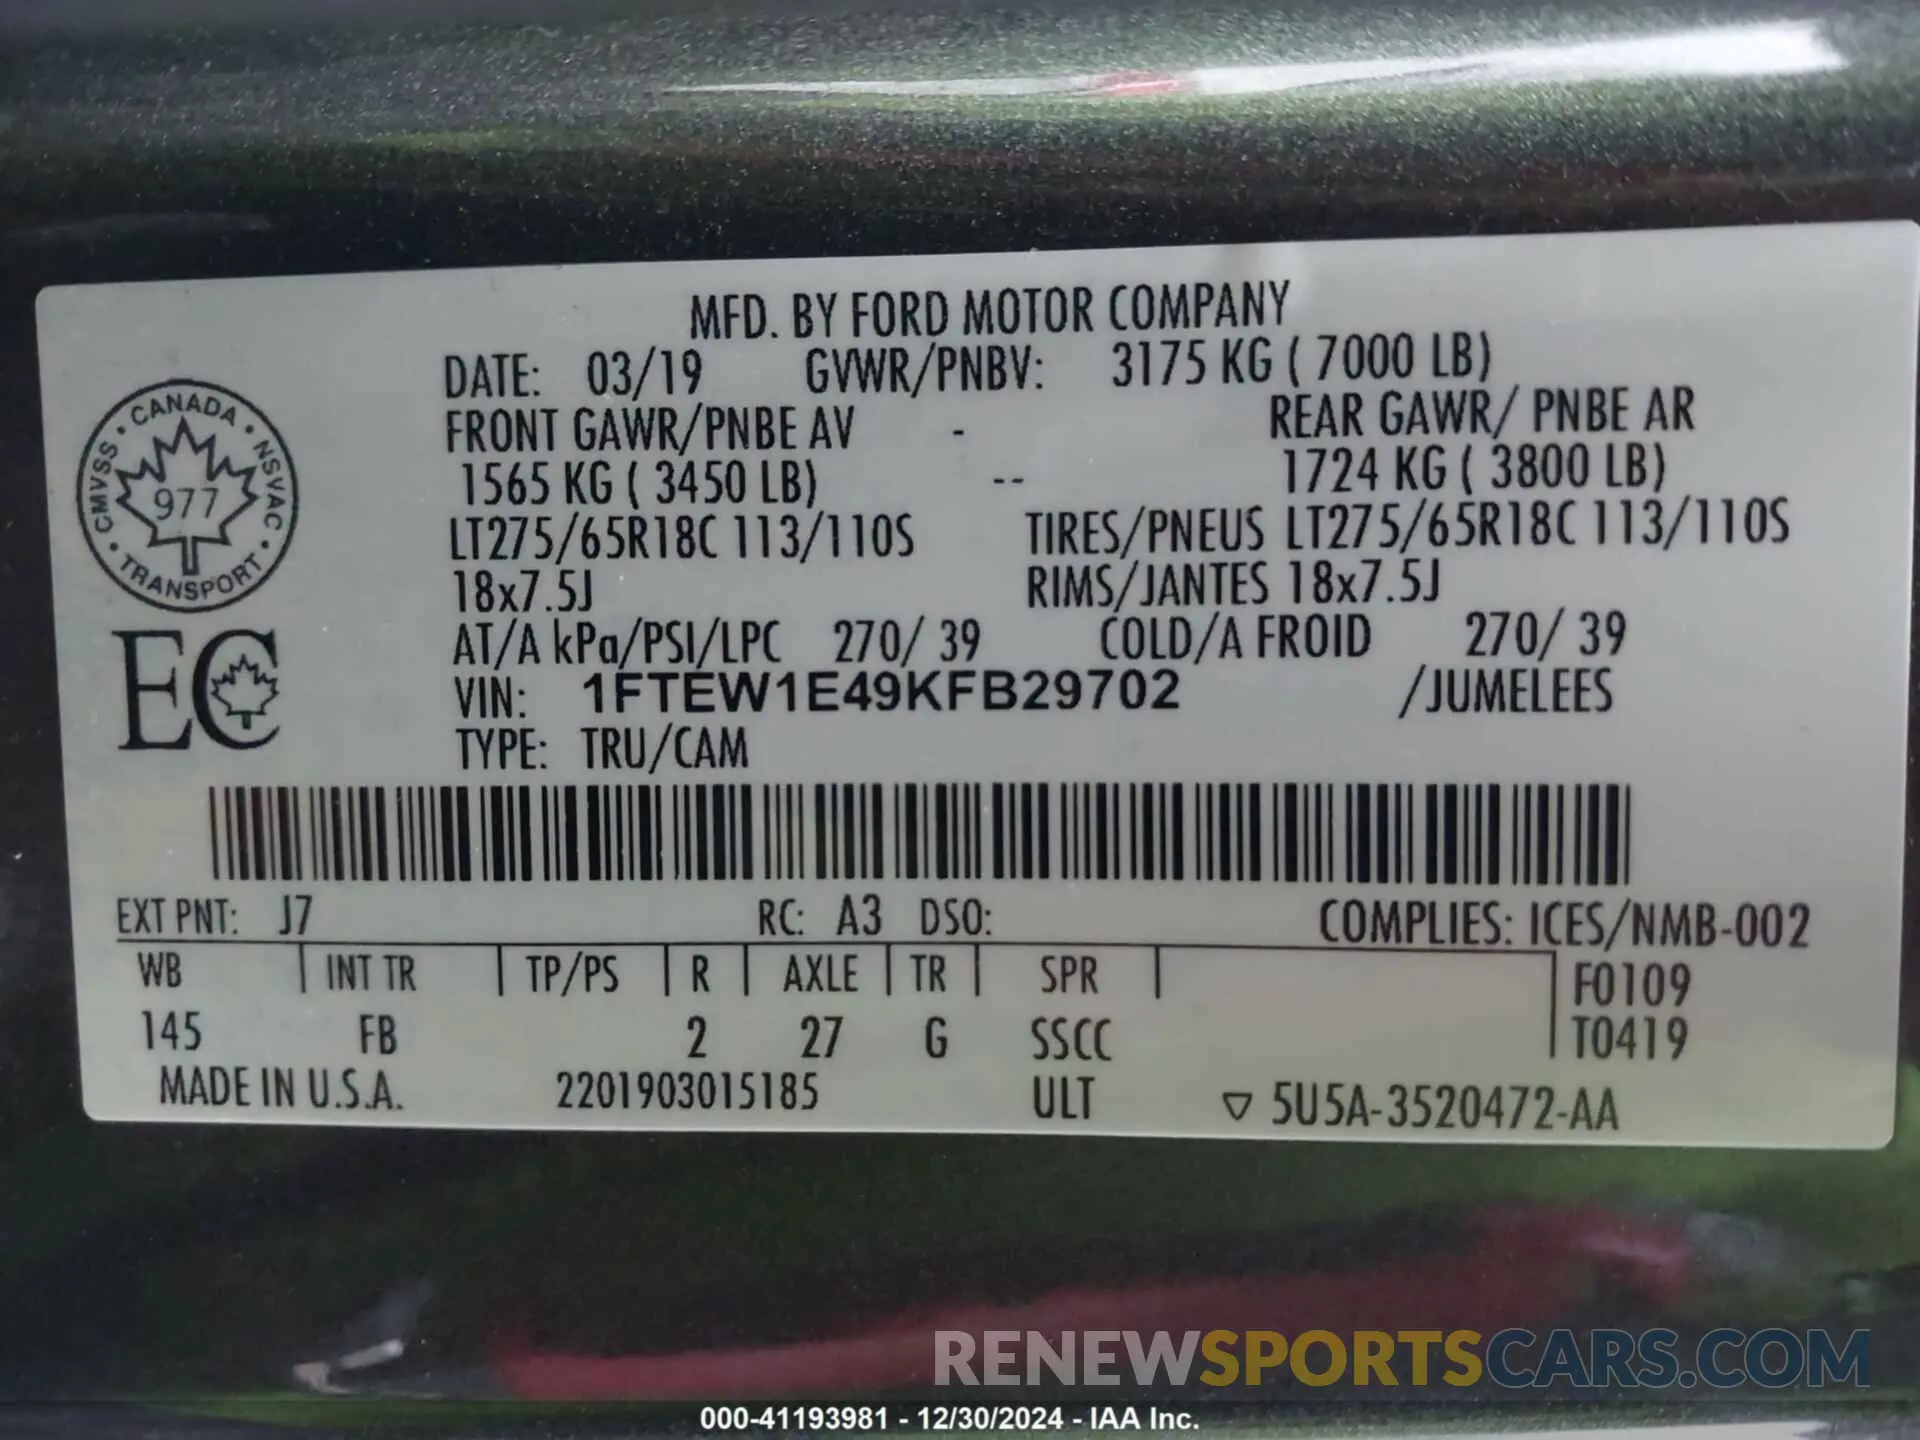 MFD. BY FORD MOTOR COMPANY
DATE: 03/19 GVWR/PNBV: 3175 KG ( 7000 LB)
FRONT GAWR/PNBE AV - REAR GAWR/ PNBE AR
1565 KG ( 3450 LB) -- 1724 KG ( 3800 LB)
LT275/65R18C 113/110S TIRES/PNEUS LT275/65R18C 113/110S
18x7.5J RIMS/JANTES 18x7.5J
AT/A kPa/PSI/LPC 270/ 39 COLD/A FROID 270/ 39
VIN: 1FTEW1E49KFB29702 /JUMELEES
TYPE: TRU/CAM
CANADA • NSVAC • TRANSPORT • CMVSS •
977
EC
EXT PNT: J7 RC: A3 DSO: COMPLIES: ICES/NMB-002
WB | INT TR | TP/PS | R | AXLE | TR | SPR | F0109
145 FB 2 27 G SSCC T0419
MADE IN U.S.A. 2201903015185 ULT ▽ 5U5A-3520472-AA
RENEWSPORTSCARS.COM
000-41193981 - 12/30/2024 - IAA Inc.